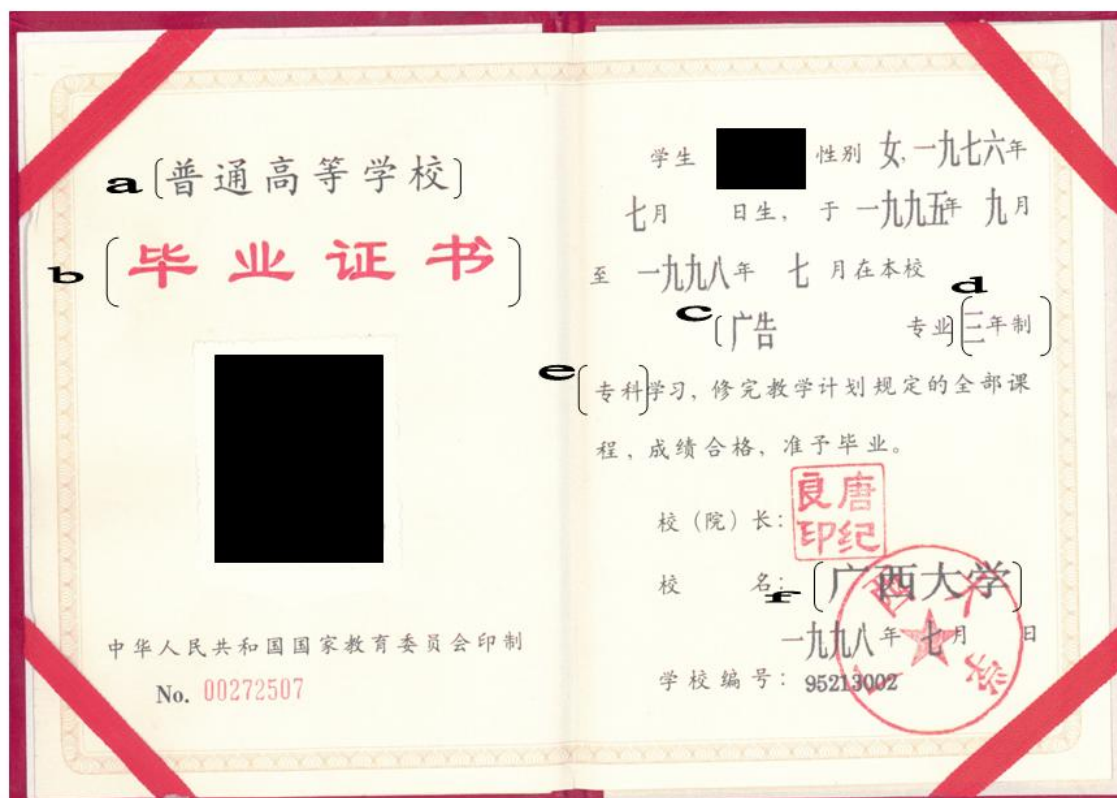 a (普通高等学校)
b (毕业证书)
中华人民共和国国家教育委员会印制
No. 00272507
学生 性别 女, 一九七六年
七月 日生, 于 一九九五年 九月
至 一九九八年 七 月在本校
c d
(广告 专业) (三年制)
e (专科)学习, 修完教学计划规定的全部课
程, 成绩合格, 准予毕业。
校(院)长: 唐纪良印
校 名: f (广西大学)
一九九八年 七月 日
学校编号: 95213002
广西大学